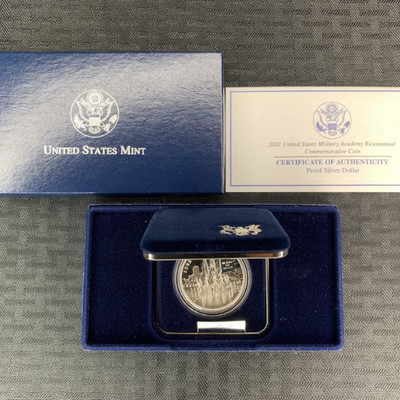 UNITED STATES MINT
2002 United States Military Academy Bicentennial
Commemorative Coin
CERTIFICATE OF AUTHENTICITY
Proof Silver Dollar